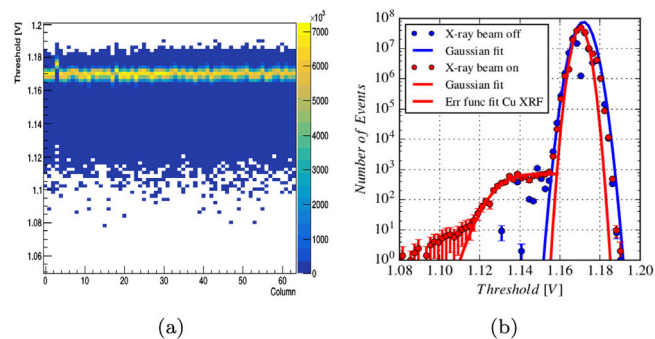 Threshold [V]
1.2
1.18
1.16
1.14
1.12
1.1
1.08
1.06
0 10 20 30 40 50 60
Column
×10³
7000
6000
5000
4000
3000
2000
1000
0
(a)
Number of Events
10⁸
10⁷
10⁶
10⁵
10⁴
10³
10²
10¹
10⁰
X-ray beam off
Gaussian fit
X-ray beam on
Gaussian fit
Err func fit Cu XRF
1.08 1.10 1.12 1.14 1.16 1.18 1.20
Threshold [V]
(b)